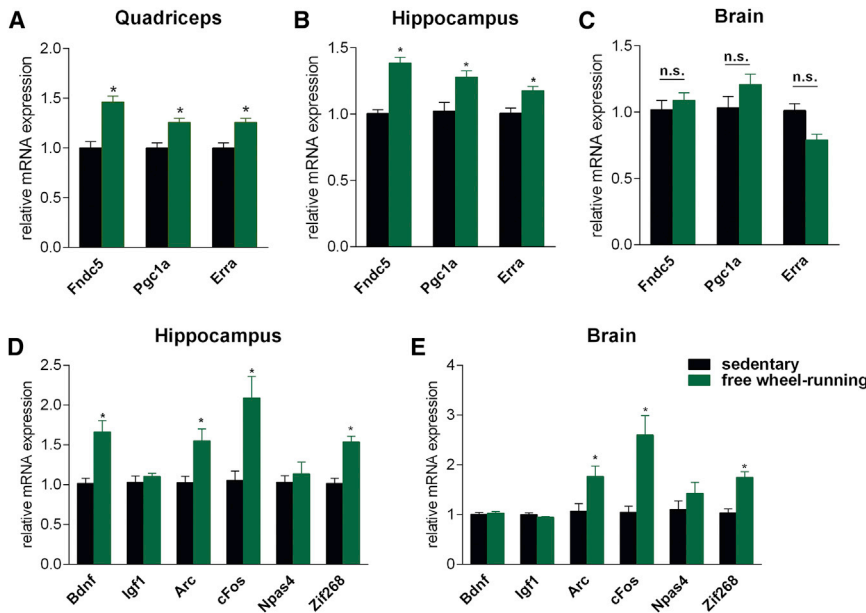 A
Quadriceps
relative mRNA expression
2.0
1.5
1.0
0.5
0.0
*
*
*
Fndc5
Pgc1a
Erra
B
Hippocampus
relative mRNA expression
1.5
1.0
0.5
0.0
*
*
*
Fndc5
Pgc1a
Erra
C
Brain
relative mRNA expression
1.5
1.0
0.5
0.0
n.s.
n.s.
n.s.
Fndc5
Pgc1a
Erra
D
Hippocampus
relative mRNA expression
2.5
2.0
1.5
1.0
0.5
0.0
*
*
*
*
Bdnf
Igf1
Arc
cFos
Npas4
Zif268
E
Brain
sedentary
free wheel-running
relative mRNA expression
4
3
2
1
0
*
*
*
Bdnf
Igf1
Arc
cFos
Npas4
Zif268